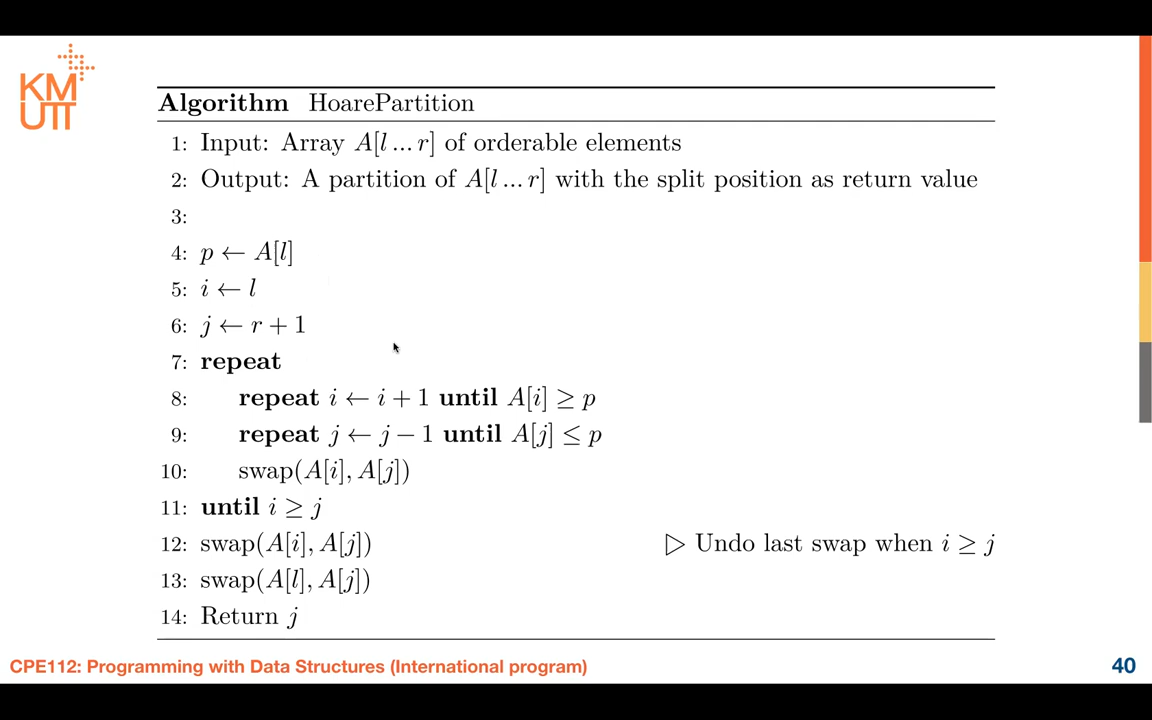 KM
UTT
Algorithm HoarePartition
1: Input: Array A[l ... r] of orderable elements
2: Output: A partition of A[l ... r] with the split position as return value
3:
4: p ← A[l]
5: i ← l
6: j ← r + 1
7: repeat
8: repeat i ← i + 1 until A[i] ≥ p
9: repeat j ← j − 1 until A[j] ≤ p
10: swap(A[i], A[j])
11: until i ≥ j
12: swap(A[i], A[j]) ▷ Undo last swap when i ≥ j
13: swap(A[l], A[j])
14: Return j
CPE112: Programming with Data Structures (International program) 40